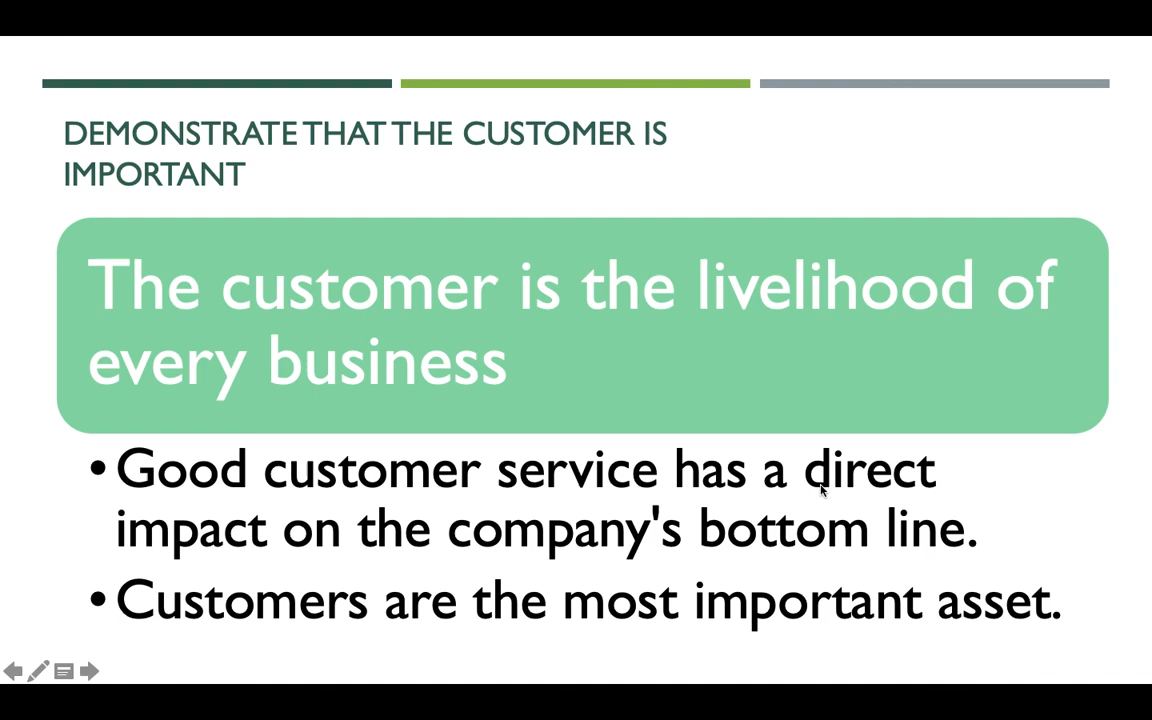 DEMONSTRATE THAT THE CUSTOMER IS
IMPORTANT
The customer is the livelihood of
every business
•Good customer service has a direct
impact on the company's bottom line.
•Customers are the most important asset.